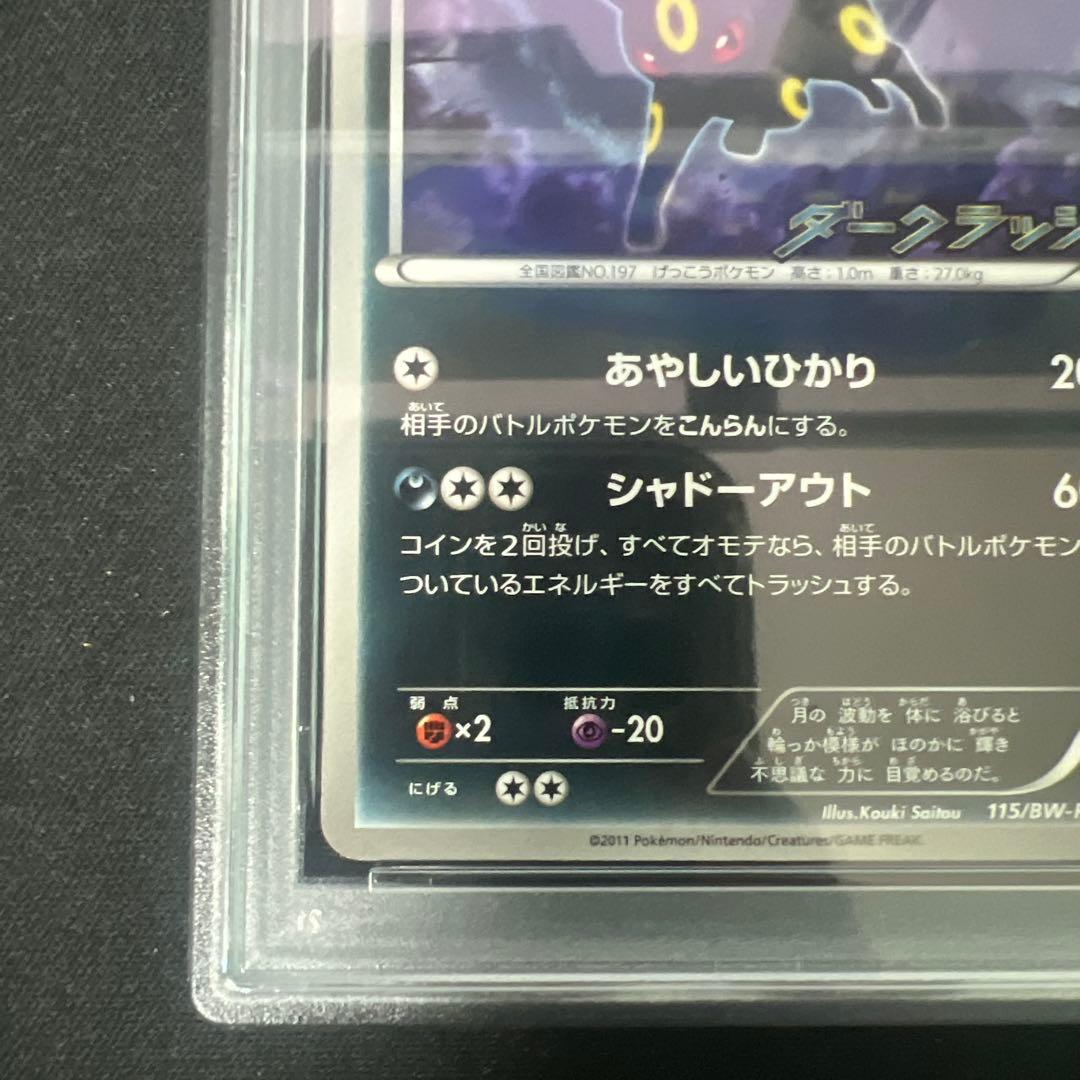 ダークラッシ
全国図鑑NO.197 げっこうポケモン 高さ：1.0m 重さ：27.0kg
あやしいひかり 20
相手のバトルポケモンをこんらんにする。
シャドーアウト 6
コインを2回投げ、すべてオモテなら、相手のバトルポケモン
ついているエネルギーをすべてトラッシュする。
弱点 抵抗力
×2 -20
月の 波動を 体に 浴びると
輪っか模様が ほのかに 輝き
不思議な 力に 目覚めるのだ。
にげる
Illus.Kouki Saitou 115/BW-
©2011 Pokémon/Nintendo/Creatures/GAME FREAK.